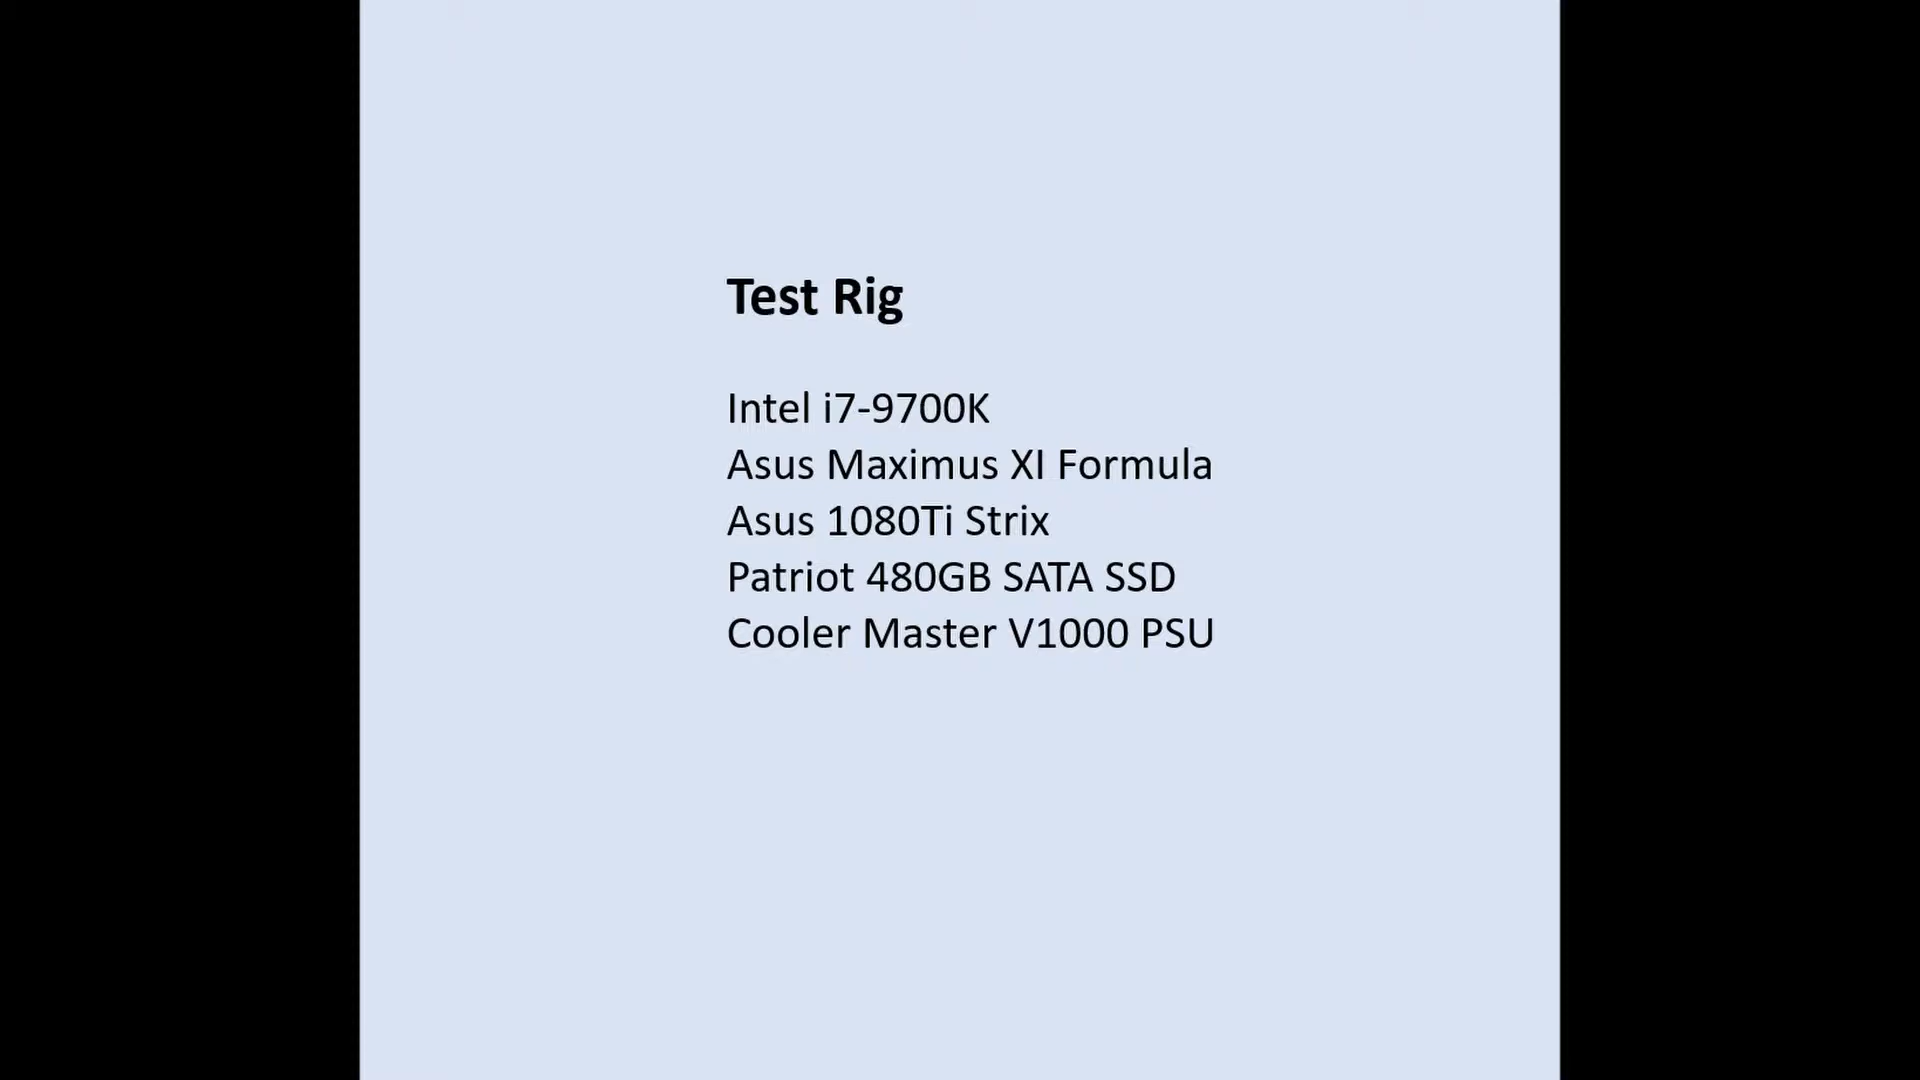 Test Rig
Intel i7-9700K
Asus Maximus XI Formula
Asus 1080Ti Strix
Patriot 480GB SATA SSD
Cooler Master V1000 PSU